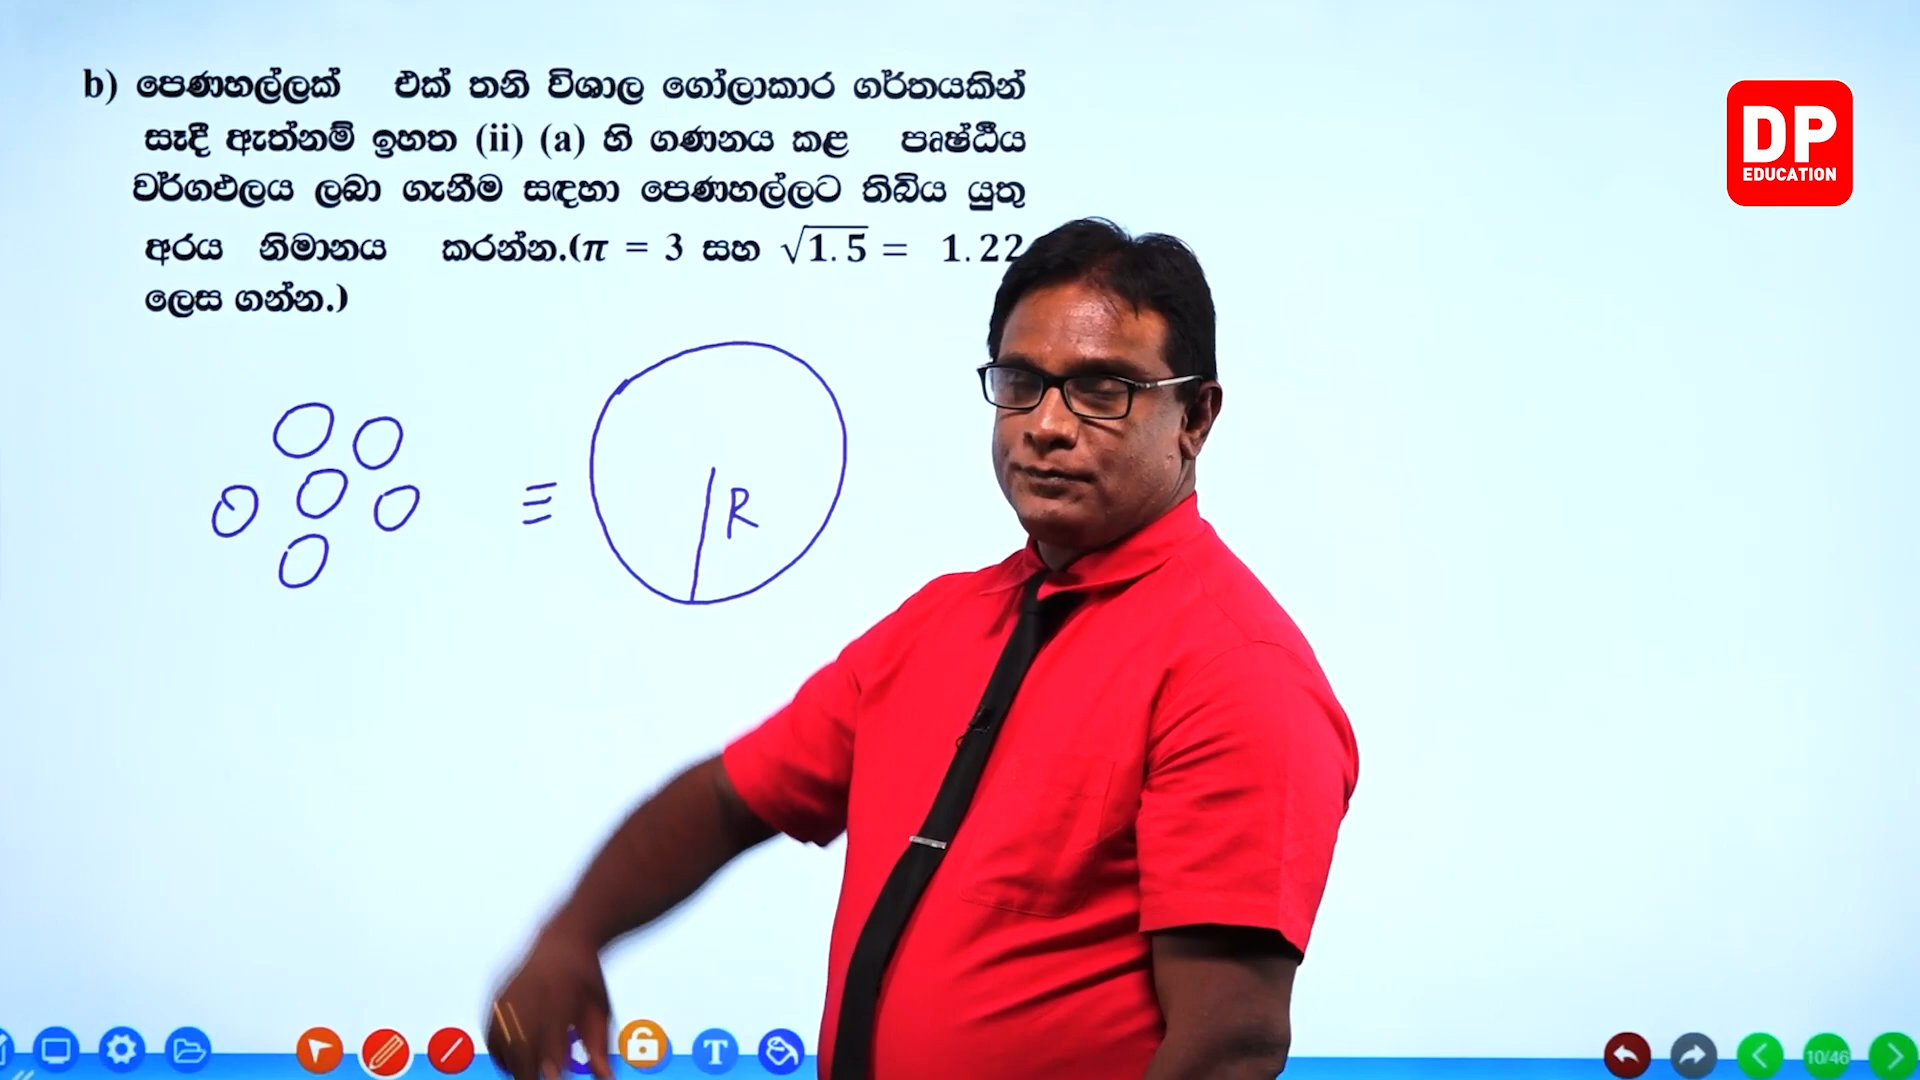 b) පෙණහල්ලක් එක් තනි විශාල ගෝලාකාර ගර්තයකින්
සෑදී ඇත්නම් ඉහත (ii) (a) හි ගණනය කළ පෘෂ්ඨීය
වර්ගඵලය ලබා ගැනීම සඳහා පෙණහල්ලට තිබිය යුතු
අරය නිමානය කරන්න.(π = 3 සහ √1.5 = 1.22
ලෙස ගන්න.)
DP
EDUCATION
≡
R
T
10/46